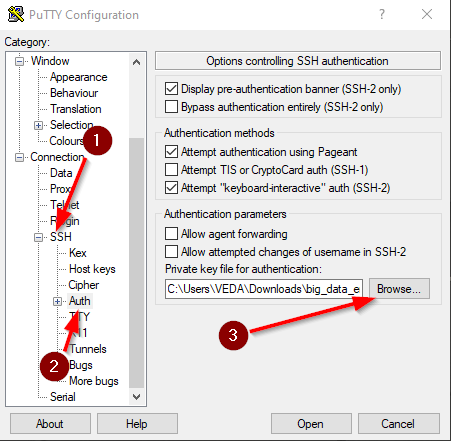 PuTTY Configuration
?
Category:
Window
Appearance
Behaviour
Translation
Selection
Colours
Connection
Data
Proxy
Telnet
Rlogin
SSH
Kex
Host keys
Cipher
Auth
TTY
X11
Tunnels
Bugs
More bugs
Serial
1
2
Options controlling SSH authentication
Display pre-authentication banner (SSH-2 only)
Bypass authentication entirely (SSH-2 only)
Authentication methods
Attempt authentication using Pageant
Attempt TIS or CryptoCard auth (SSH-1)
Attempt "keyboard-interactive" auth (SSH-2)
Authentication parameters
Allow agent forwarding
Allow attempted changes of username in SSH-2
Private key file for authentication:
C:\Users\VEDA\Downloads\big_data_e Browse...
3
About Help Open Cancel